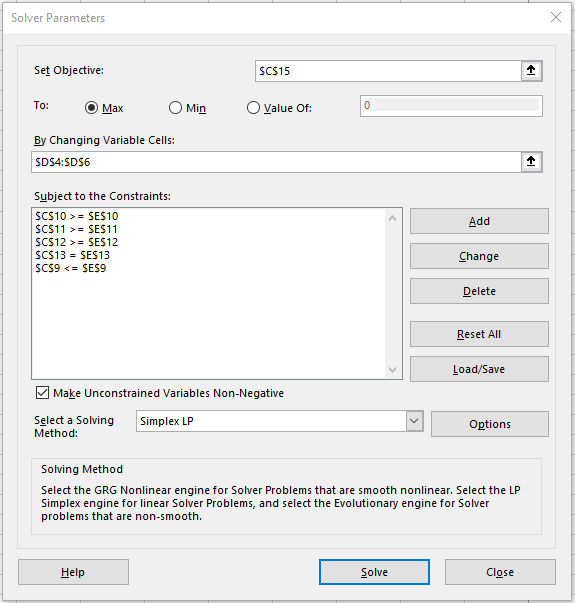 Solver Parameters
Set Objective:
$C$15
To:
Max
Min
Value Of:
0
By Changing Variable Cells:
$D$4:$D$6
Subject to the Constraints:
$C$10 >= $E$10
$C$11 >= $E$11
$C$12 >= $E$12
$C$13 = $E$13
$C$9 <= $E$9
Add
Change
Delete
Reset All
Load/Save
Make Unconstrained Variables Non-Negative
Select a Solving
Method:
Simplex LP
Options
Solving Method
Select the GRG Nonlinear engine for Solver Problems that are smooth nonlinear. Select the LP
Simplex engine for linear Solver Problems, and select the Evolutionary engine for Solver
problems that are non-smooth.
Help
Solve
Close